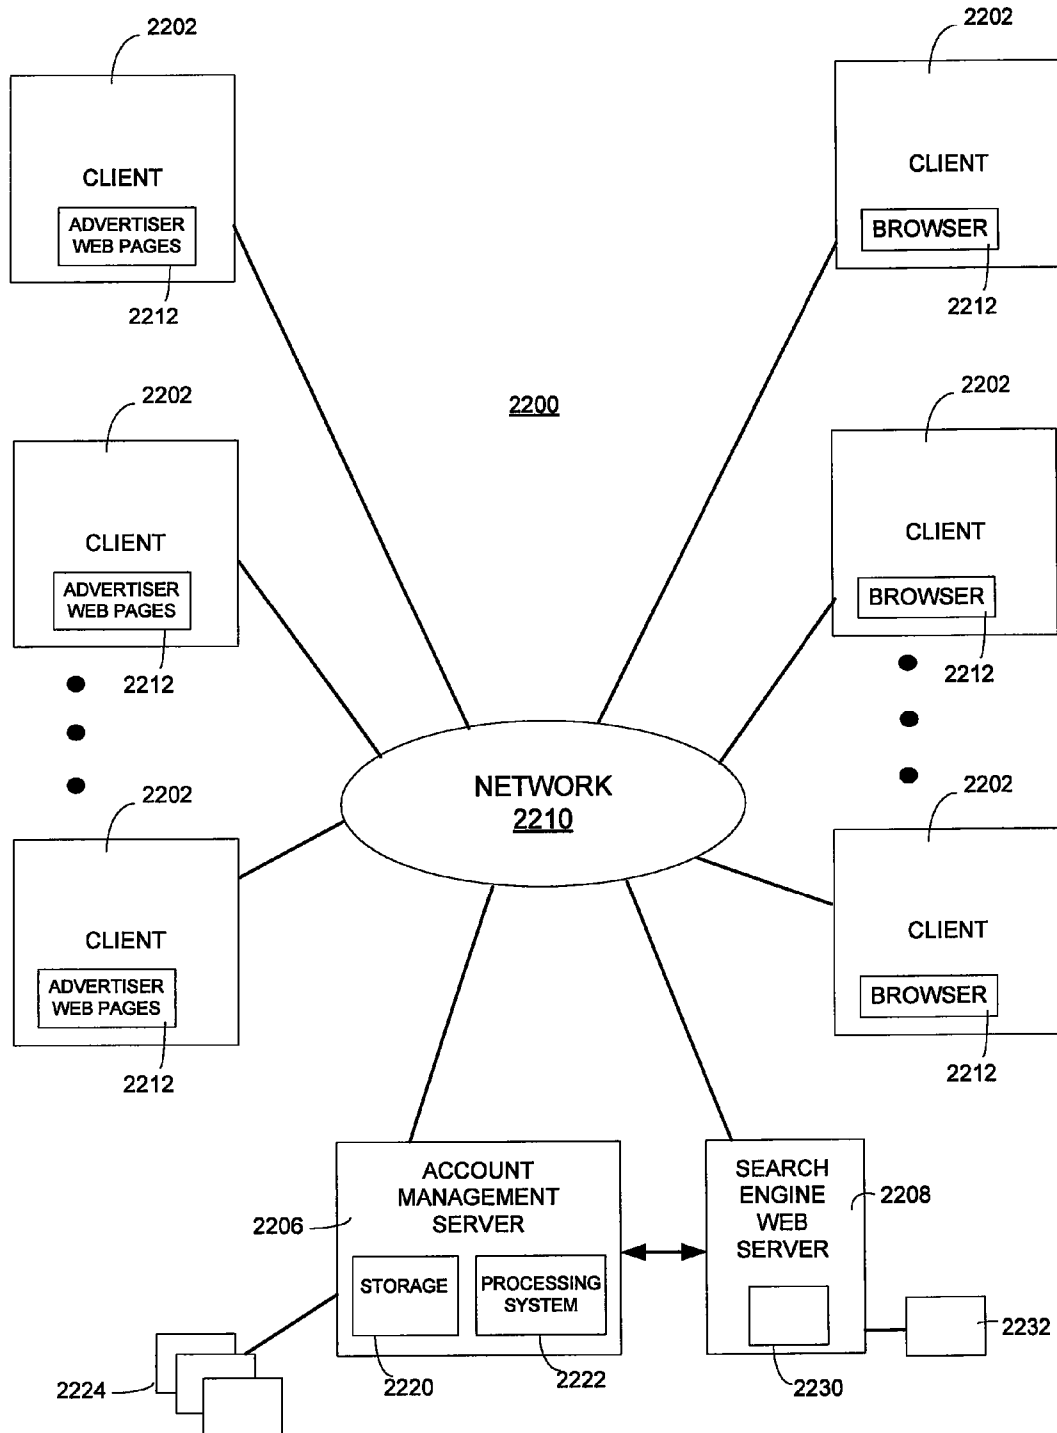 2202
2202
CLIENT
ADVERTISER
WEB PAGES
2212
CLIENT
BROWSER
2212
2200
2202
2202
CLIENT
ADVERTISER
WEB PAGES
2212
CLIENT
BROWSER
2212
NETWORK
2210
2202
2202
CLIENT
ADVERTISER
WEB PAGES
2212
CLIENT
BROWSER
2212
ACCOUNT
MANAGEMENT
SERVER
2206
STORAGE
PROCESSING
SYSTEM
2220
2222
2224
SEARCH
ENGINE
WEB
SERVER
2208
2230
2232